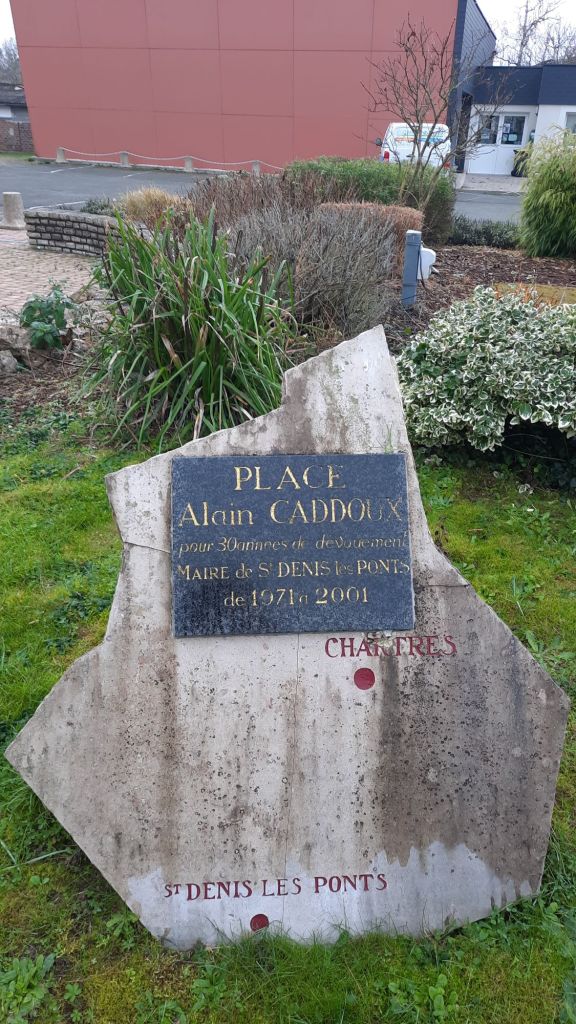 PLACE
Alain CADDOUX
pour 30 années de dévouement
MAIRE de St DENIS les PONTS
de 1971 à 2001
CHARTRES
ST DENIS LES PONTS